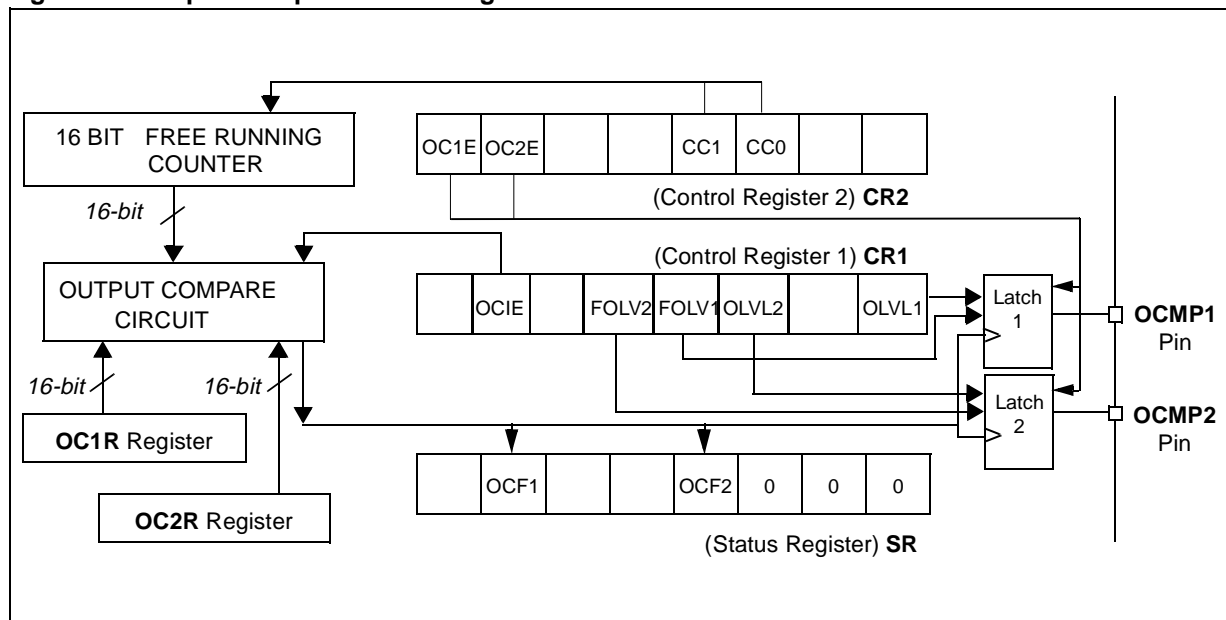 16 BIT FREE RUNNING
COUNTER
OC1E OC2E CC1 CC0
(Control Register 2) CR2
16-bit
(Control Register 1) CR1
OUTPUT COMPARE
CIRCUIT
OCIE FOLV2 FOLV1 OLVL2 OLVL1
Latch
1
OCMP1
Pin
16-bit 16-bit
Latch
2
OCMP2
Pin
OC1R Register
OCF1 OCF2 0 0 0
OC2R Register
(Status Register) SR